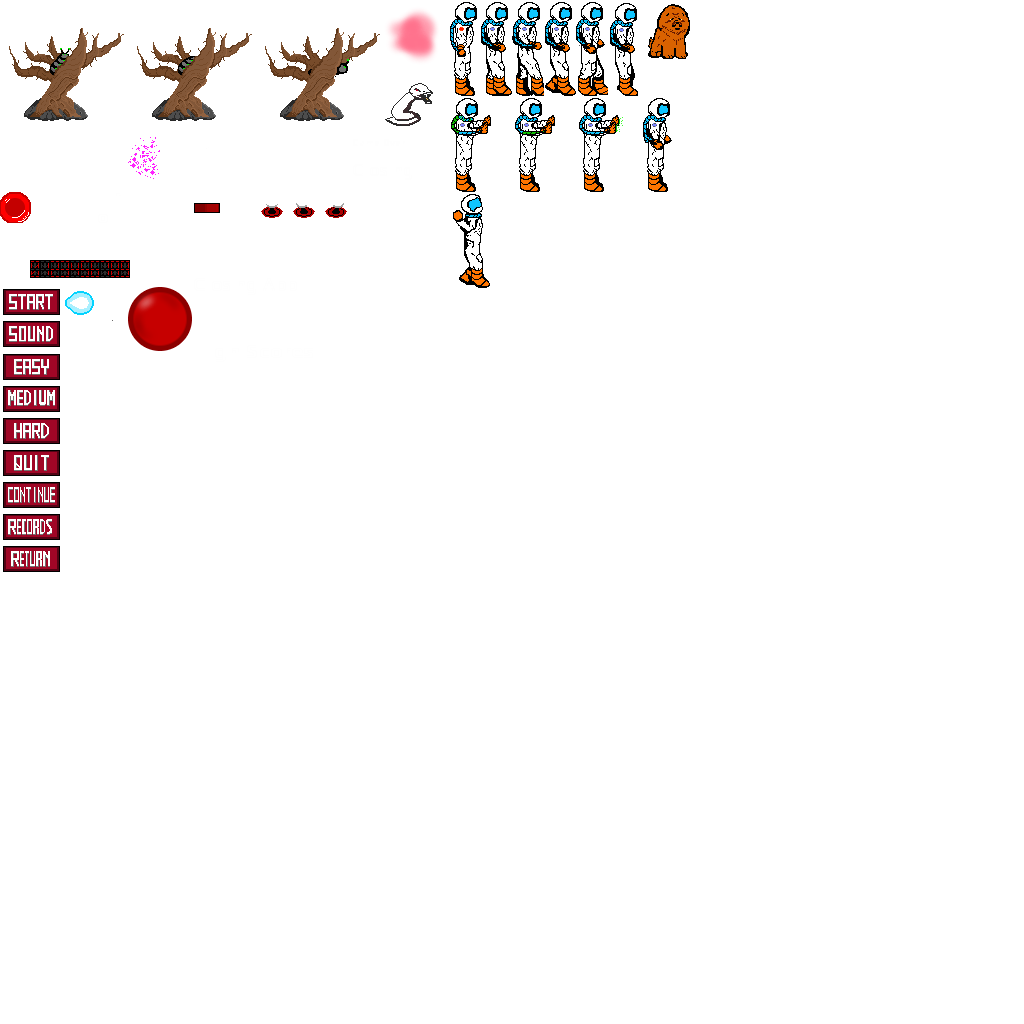 START
SOUND
EASY
MEDIUM
HARD
QUIT
CONTINUE
RECORDS
RETURN